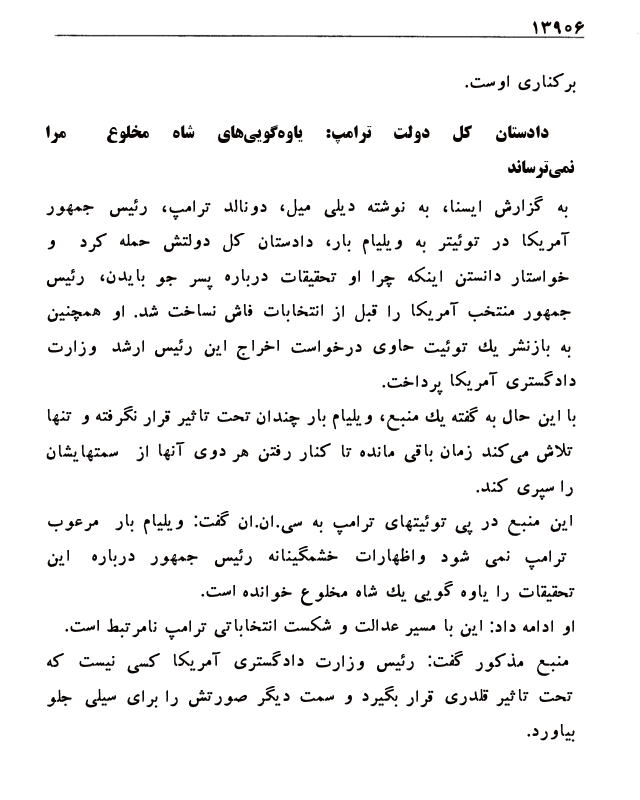 ۱۳۹۰۶
برکناری اوست.
دادستان کل دولت ترامپ: یاوه‌گویی‌های شاه مخلوع مرا
نمی‌ترساند
به گزارش ایسنا، به نوشته دیلی میل، دونالد ترامپ، رئیس جمهور
آمریکا در توئیتر به ویلیام بار، دادستان کل دولتش حمله کرد و
خواستار دانستن اینکه چرا او تحقیقات درباره پسر جو بایدن، رئیس
جمهور منتخب آمریکا را قبل از انتخابات فاش نساخت شد. او همچنین
به بازنشر یك توئیت حاوی درخواست اخراج این رئیس ارشد وزارت
دادگستری آمریکا پرداخت.
با این حال به گفته یك منبع، ویلیام بار چندان تحت تاثیر قرار نگرفته و تنها
تلاش می‌کند زمان باقی مانده تا کنار رفتن هر دوی آنها از سمتهایشان
را سپری کند.
این منبع در پی توئیتهای ترامپ به سی.ان.ان گفت: ویلیام بار مرعوب
ترامپ نمی شود واظهارات خشمگینانه رئیس جمهور درباره این
تحقیقات را یاوه گویی یك شاه مخلوع خوانده است.
او ادامه داد: این با مسیر عدالت و شکست انتخاباتی ترامپ نامرتبط است.
منبع مذکور گفت: رئیس وزارت دادگستری آمریکا کسی نیست که
تحت تاثیر قلدری قرار بگیرد و سمت دیگر صورتش را برای سیلی جلو
بیاورد.